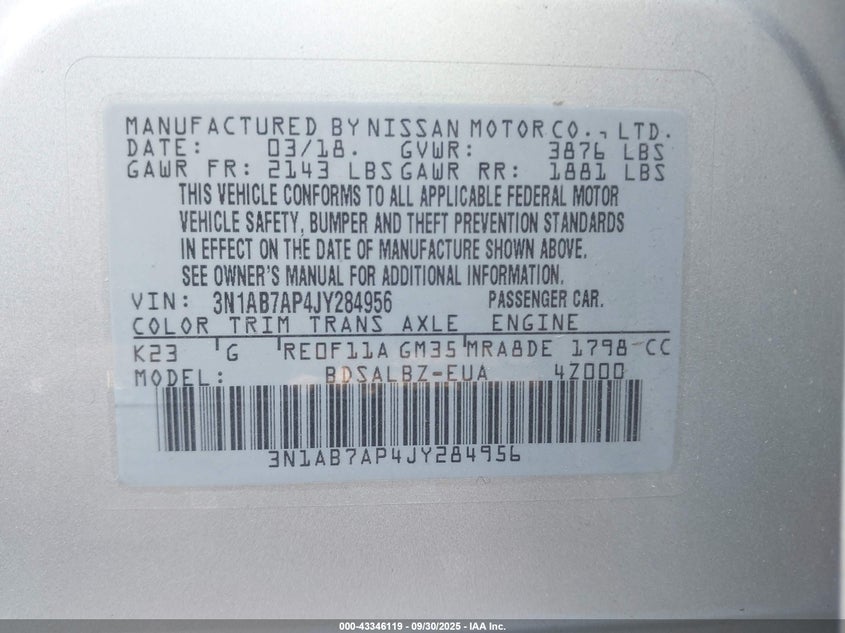 MANUFACTURED BY NISSAN MOTOR CO., LTD.
DATE: 03/18. GVWR: 3876 LBS
GAWR FR: 2143 LBS GAWR RR: 1881 LBS
THIS VEHICLE CONFORMS TO ALL APPLICABLE FEDERAL MOTOR
VEHICLE SAFETY, BUMPER AND THEFT PREVENTION STANDARDS
IN EFFECT ON THE DATE OF MANUFACTURE SHOWN ABOVE.
SEE OWNER'S MANUAL FOR ADDITIONAL INFORMATION.
VIN: 3N1AB7AP4JY284956 PASSENGER CAR.
COLOR TRIM TRANS AXLE ENGINE
K23 G RE0F11A GM35 MRA8DE 1798-CC
MODEL: BDSALBZ-EUA 4Z000
3N1AB7AP4JY284956
000-43346119 - 09/30/2025 - IAA Inc.